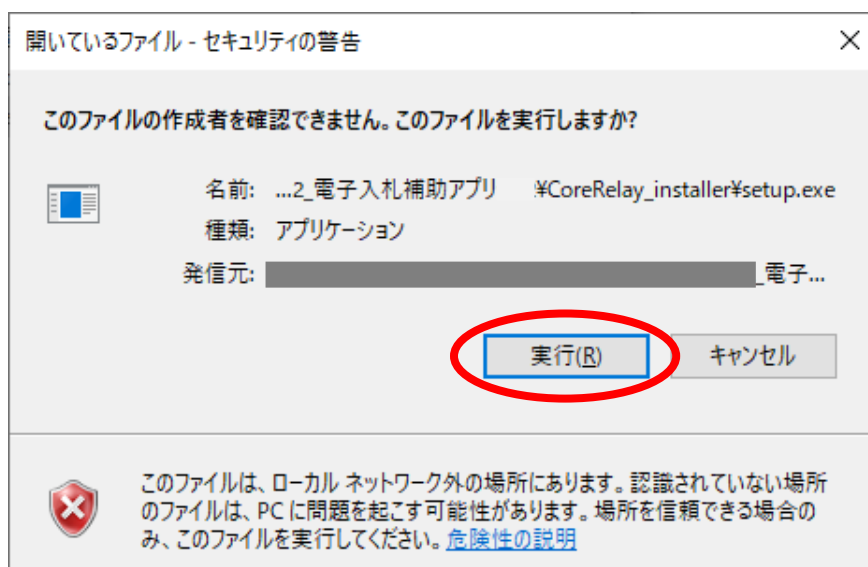 開いているファイル - セキュリティの警告
このファイルの作成者を確認できません。このファイルを実行しますか?
名前: ...2_電子入札補助アプリ ¥CoreRelay_installer¥setup.exe
種類: アプリケーション
発信元: _電子...
実行(R) キャンセル
このファイルは、ローカル ネットワーク外の場所にあります。認識されていない場所
のファイルは、PC に問題を起こす可能性があります。場所を信頼できる場合の
み、このファイルを実行してください。危険性の説明